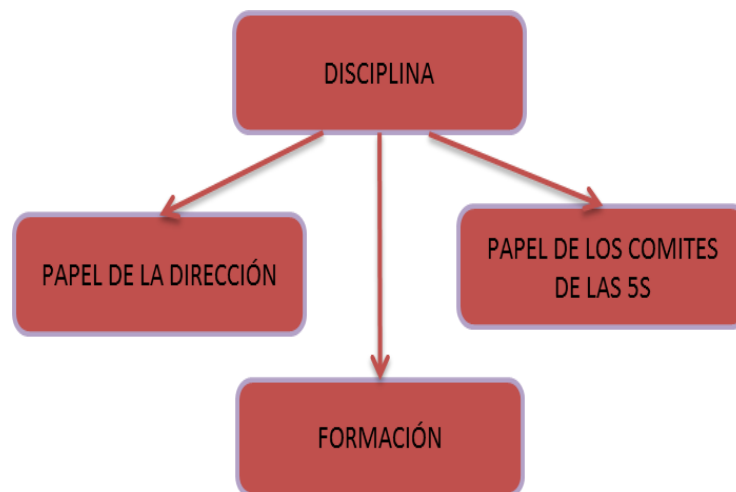 DISCIPLINA
PAPEL DE LA DIRECCIÓN
PAPEL DE LOS COMITES
DE LAS 5S
FORMACIÓN